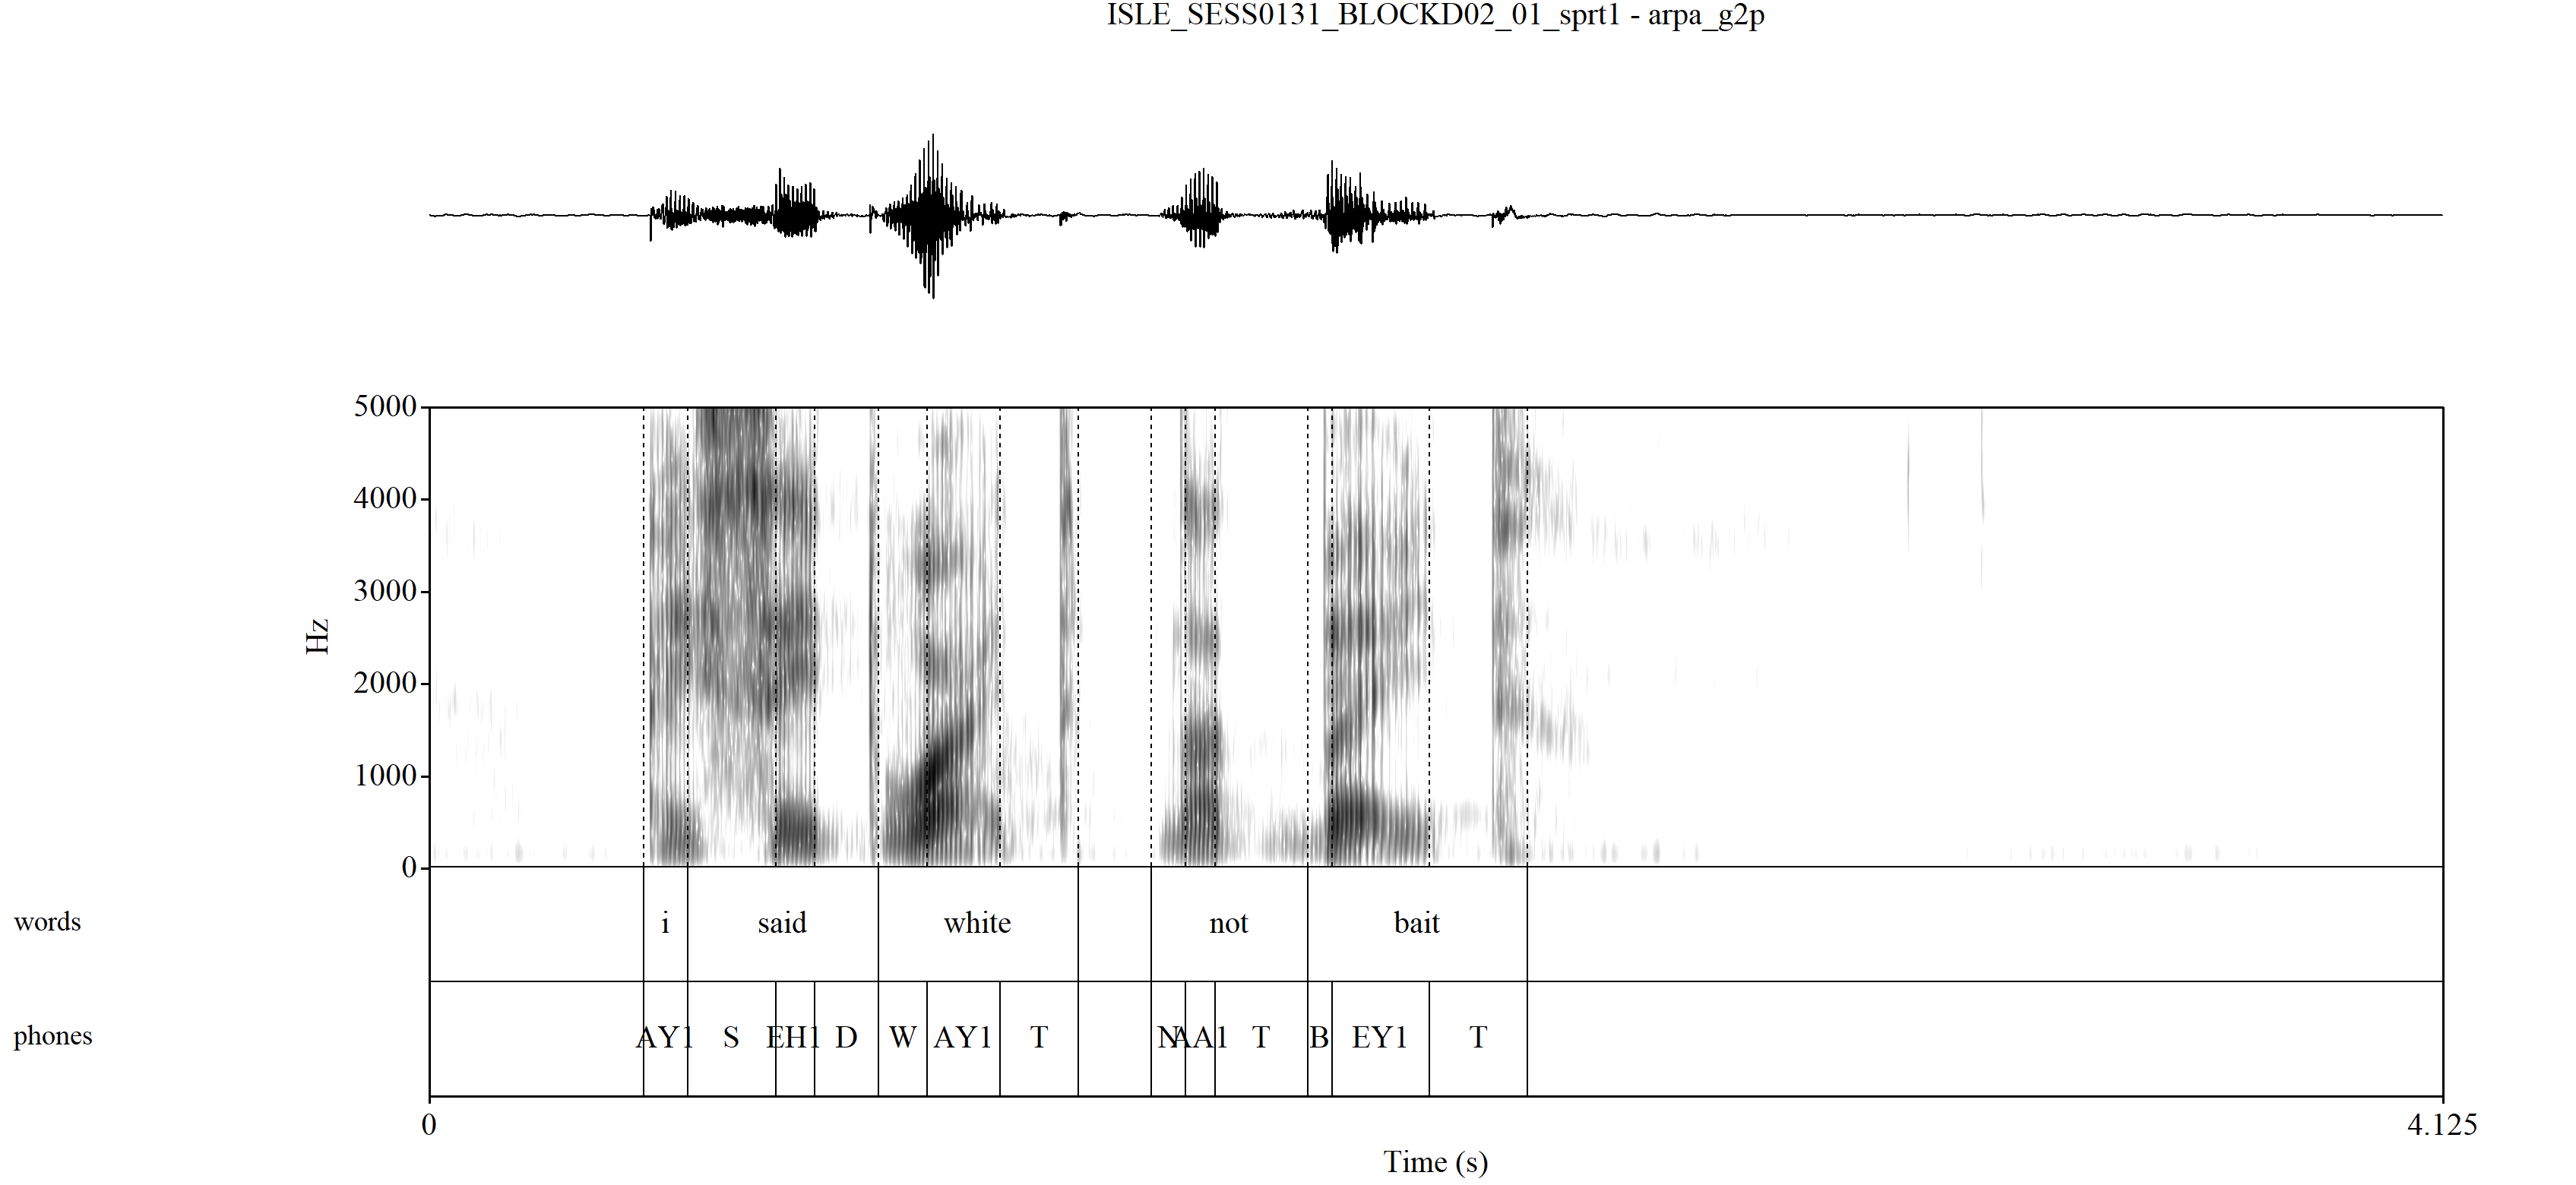 ISLE_SESS0131_BLOCKD02_01_sprt1 - arpa_g2p
5000
4000
3000
2000
1000
0
Hz
words i said white not bait
phones AY1 S EH1 D W AY1 T N AA1 T B EY1 T
0 4.125
Time (s)